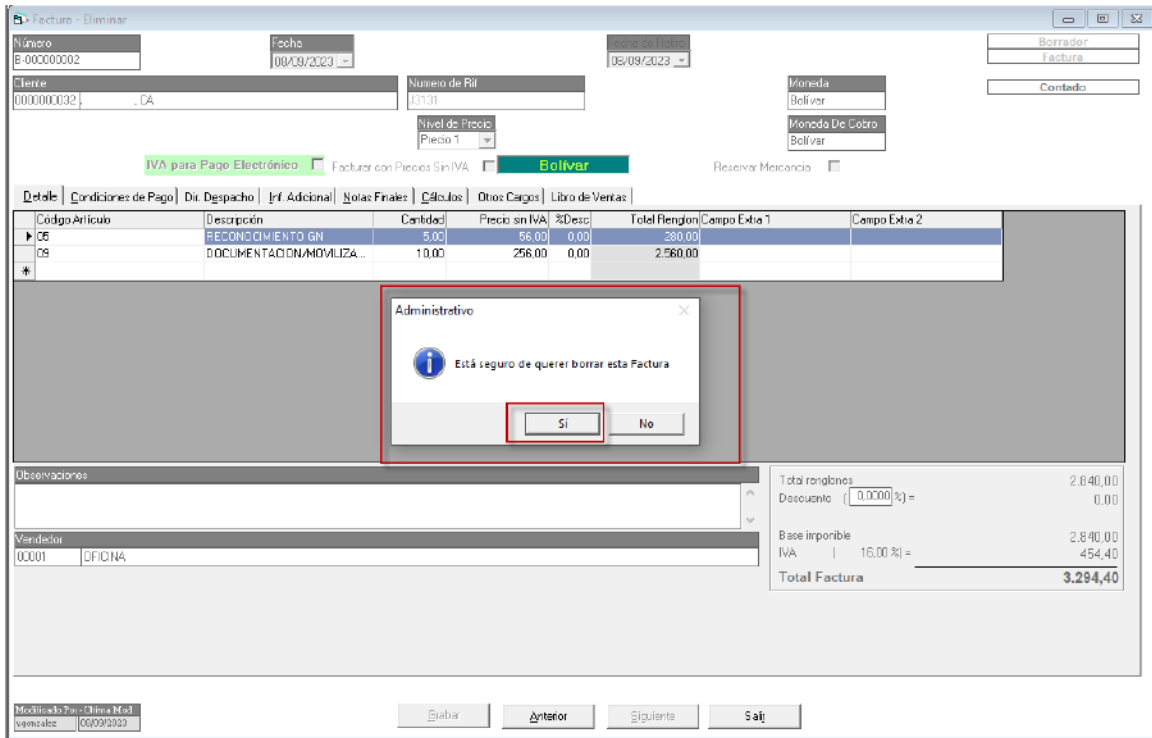 Factura - Eliminar
Número
Fecha
Fecha de Retiro
Borrador
B-000000002
08/09/2023
08/09/2023
Factura
Cliente
Numero de Rif
Moneda
Contado
0000000032 . CA
J3131
Bolívar
Nivel de Precio
Moneda De Cobro
Precio 1
Bolívar
IVA para Pago Electrónico
Facturar con Precios Sin IVA
Bolívar
Reservar Mercancía
Detalle
Condiciones de Pago
Dir. Despacho
Inf. Adicional
Notas Finales
Cálculos
Otros Cargos
Libro de Ventas
Código Artículo Descripción Cantidad Precio sin IVA %Desc Total Renglon Campo Extra 1 Campo Extra 2
05 RECONOCIMIENTO GN 5,00 56,00 0,00 280,00
09 DOCUMENTACION/MOVILIZA... 10,00 256,00 0,00 2.560,00
Administrativo
Está seguro de querer borrar esta Factura
Sí
No
Observaciones
Total renglones 2.840,00
Descuento ( 0,0000 %) = 0,00
Vendedor
Base imponible 2.840,00
00001 OFICINA
IVA ( 16,00 %) = 454,40
Total Factura 3.294,40
Modificado Por - Última Mod.
vgonzalez 08/09/2023
Grabar
Anterior
Siguiente
Salir